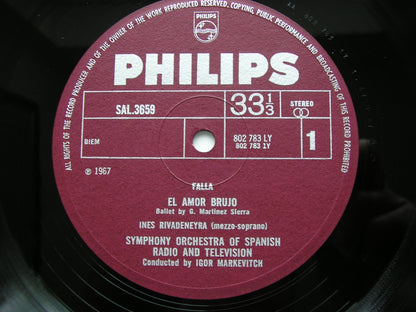 ALL RIGHTS OF THE RECORD PRODUCER AND OF THE OWNER OF THE WORK REPRODUCED RESERVED, COPYING, PUBLIC PERFORMANCE AND BROADCASTING OF THIS RECORD PROHIBITED
PHILIPS
PHILIPS
SAL.3659
33 1/3
STEREO
BIEM
802 783 LY
802 783 LY
1
℗ 1967
FALLA
EL AMOR BRUJO
Ballet by G. Martinez Sierra
INES RIVADENEYRA (mezzo-soprano)
SYMPHONY ORCHESTRA OF SPANISH
RADIO AND TELEVISION
Conducted by IGOR MARKEVITCH